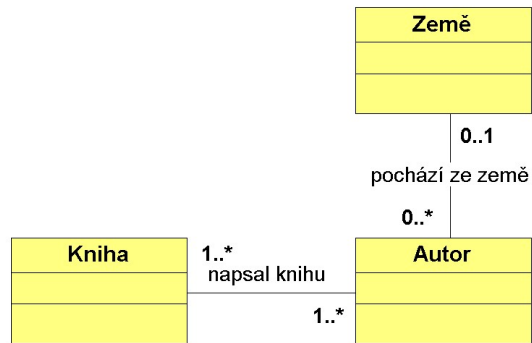 Země
0..1
pochází ze země
0..*
Kniha
1..*
napsal knihu
1..*
Autor